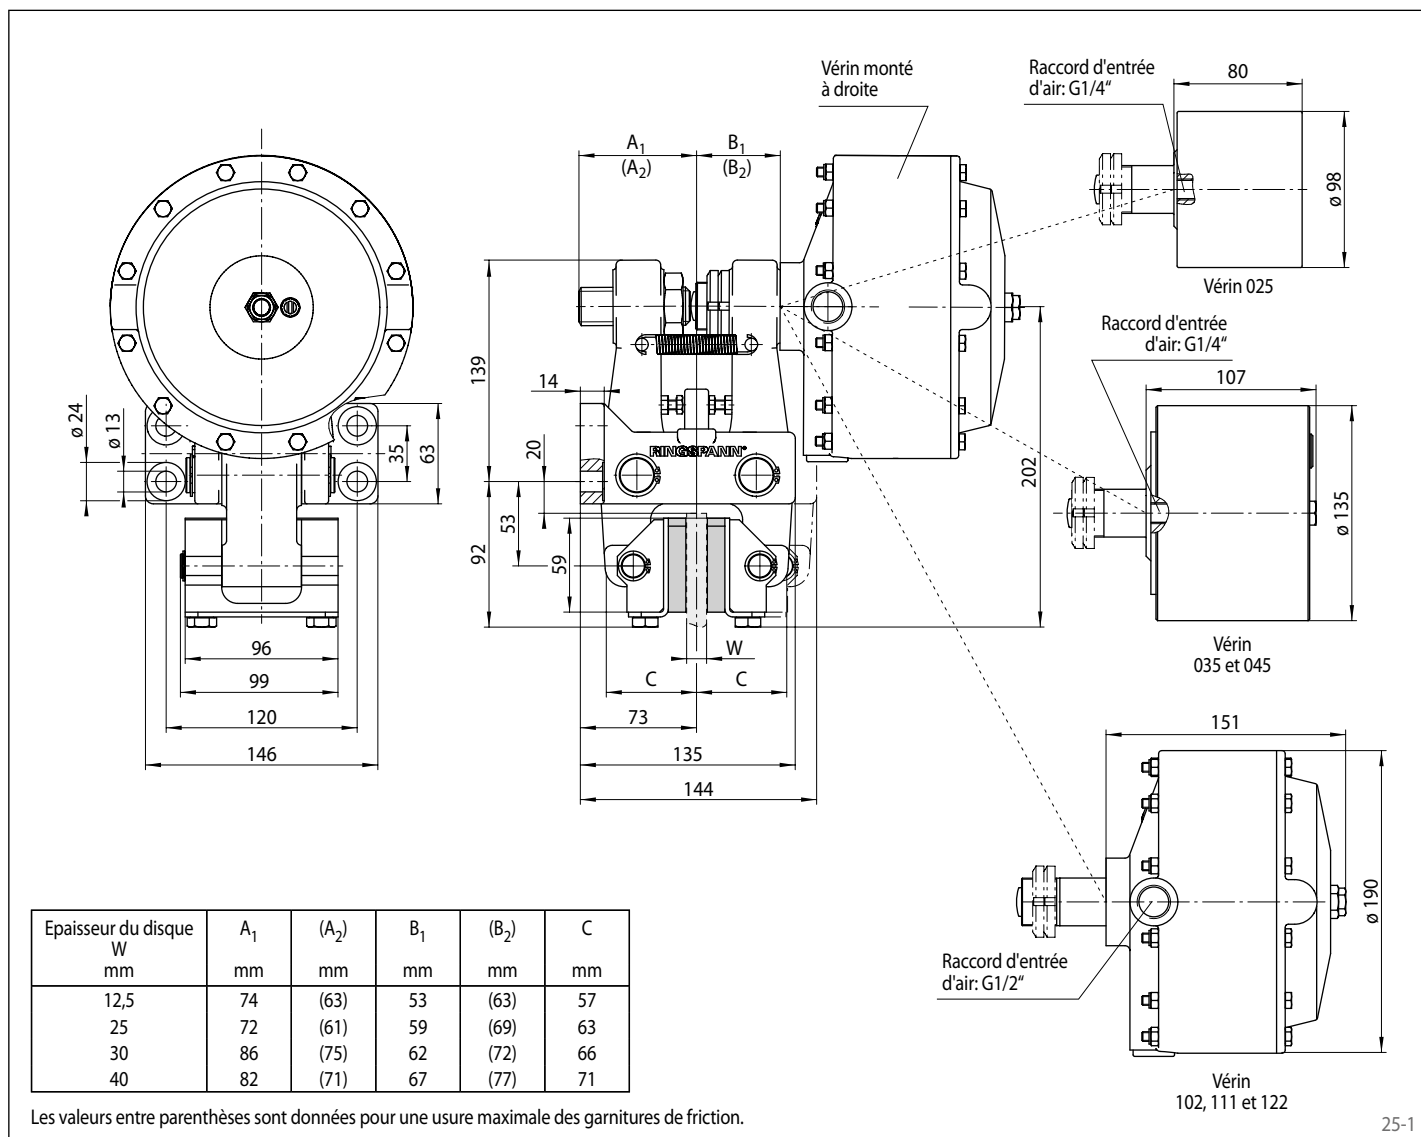 Vérin monté
à droite
Raccord d'entrée
d'air: G1/4“
80
ø 98
Vérin 025
A1
(A2)
B1
(B2)
Raccord d'entrée
d'air: G1/4“
107
ø 135
Vérin
035 et 045
139
14
20
53
92
59
202
RINGSPANN®
W
C
C
73
135
144
ø 24
ø 13
35
63
96
99
120
146
151
ø 190
Raccord d'entrée
d'air: G1/2“
Vérin
102, 111 et 122
Epaisseur du disque W mm A1 mm (A2) mm B1 mm (B2) mm C mm
12,5 74 (63) 53 (63) 57
25 72 (61) 59 (69) 63
30 86 (75) 62 (72) 66
40 82 (71) 67 (77) 71
Les valeurs entre parenthèses sont données pour une usure maximale des garnitures de friction.
25-1